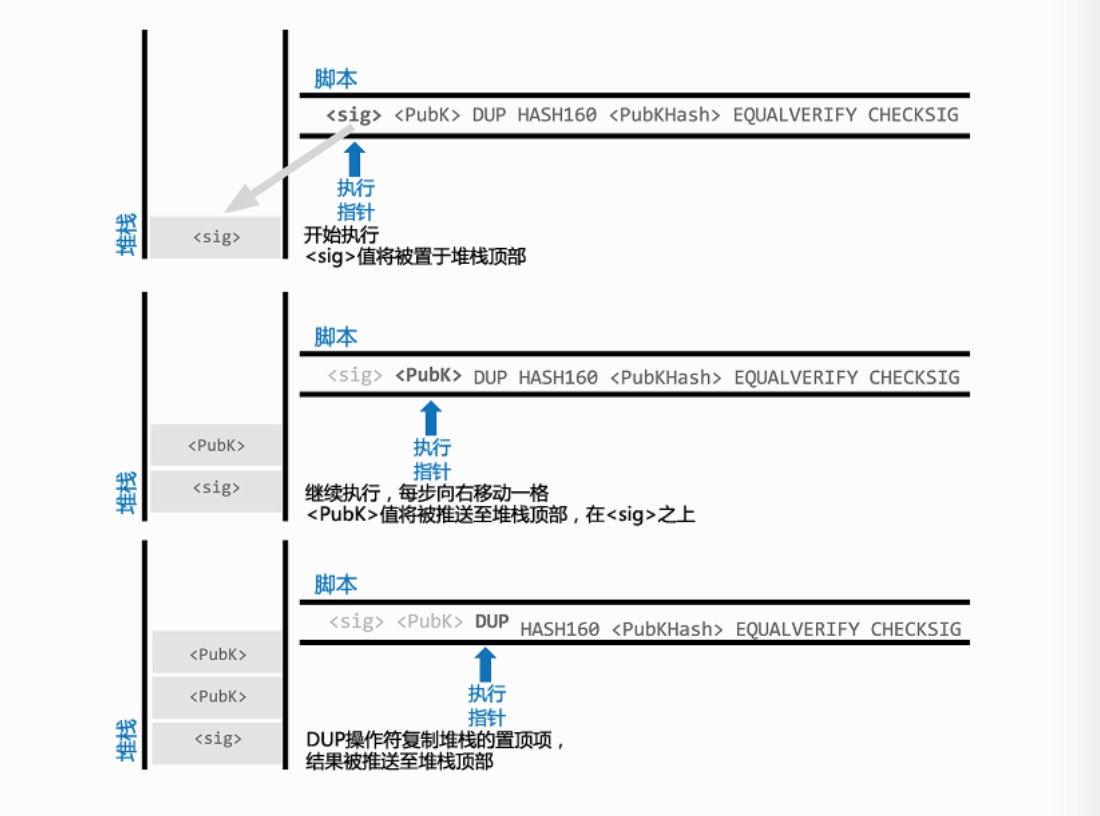 脚本
<sig> <PubK> DUP HASH160 <PubKHash> EQUALVERIFY CHECKSIG
执行
指针
堆栈
<sig>
开始执行
<sig>值将被置于堆栈顶部
脚本
<sig> <PubK> DUP HASH160 <PubKHash> EQUALVERIFY CHECKSIG
执行
指针
堆栈
<PubK>
<sig>
继续执行，每步向右移动一格
<PubK>值将被推送至堆栈顶部，在<sig>之上
脚本
<sig> <PubK> DUP HASH160 <PubKHash> EQUALVERIFY CHECKSIG
执行
指针
堆栈
<PubK>
<PubK>
<sig>
DUP操作符复制堆栈的置顶项，
结果被推送至堆栈顶部